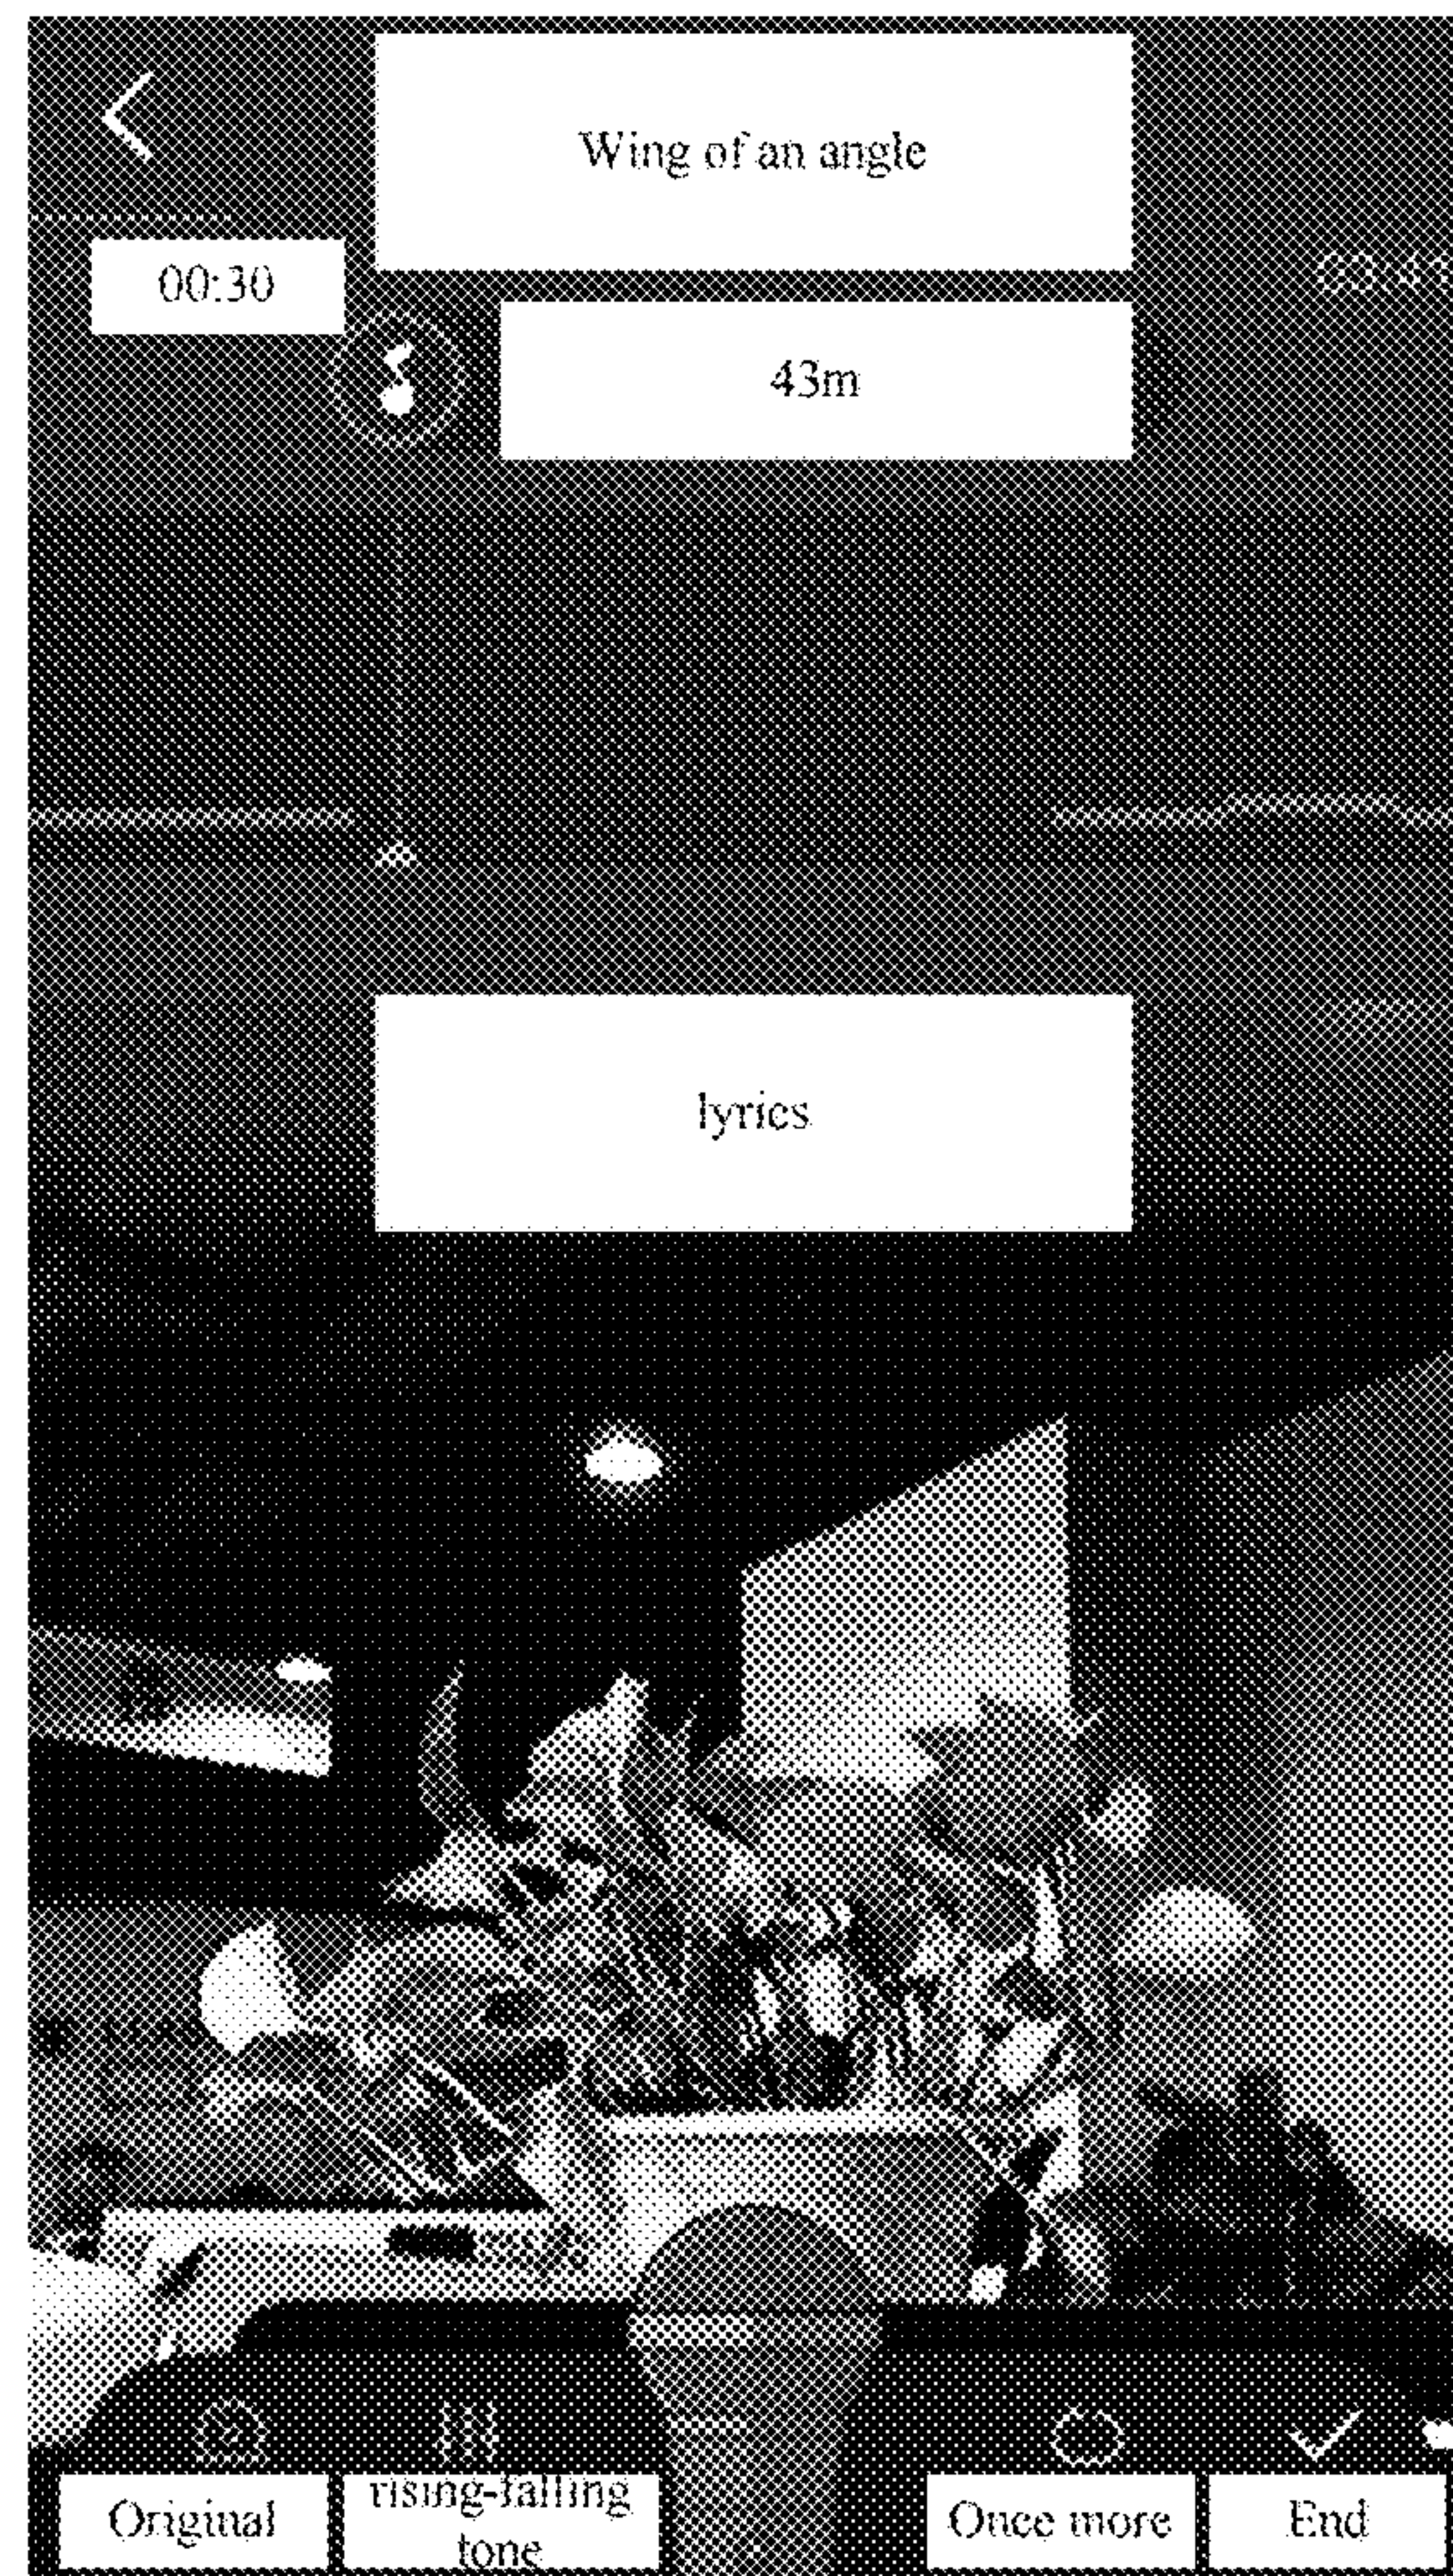 Wing of an angle
00:30
43m
lyrics
Original
rising-falling
tone
Once more
End